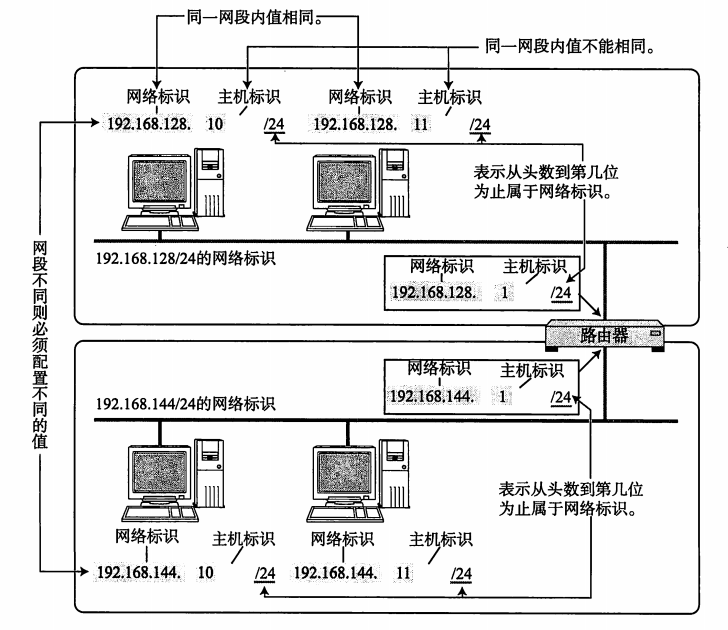 同一网段内值相同。
同一网段内值不能相同。
网络标识 主机标识 网络标识 主机标识
192.168.128. 10 /24 192.168.128. 11 /24
表示从头数到第几位
为止属于网络标识。
192.168.128/24的网络标识
网络标识 主机标识
192.168.128. 1 /24
路由器
网段不同则必须配置不同的值
网络标识 主机标识
192.168.144. 1 /24
192.168.144/24的网络标识
表示从头数到第几位
为止属于网络标识。
网络标识 主机标识 网络标识 主机标识
192.168.144. 10 /24 192.168.144. 11 /24